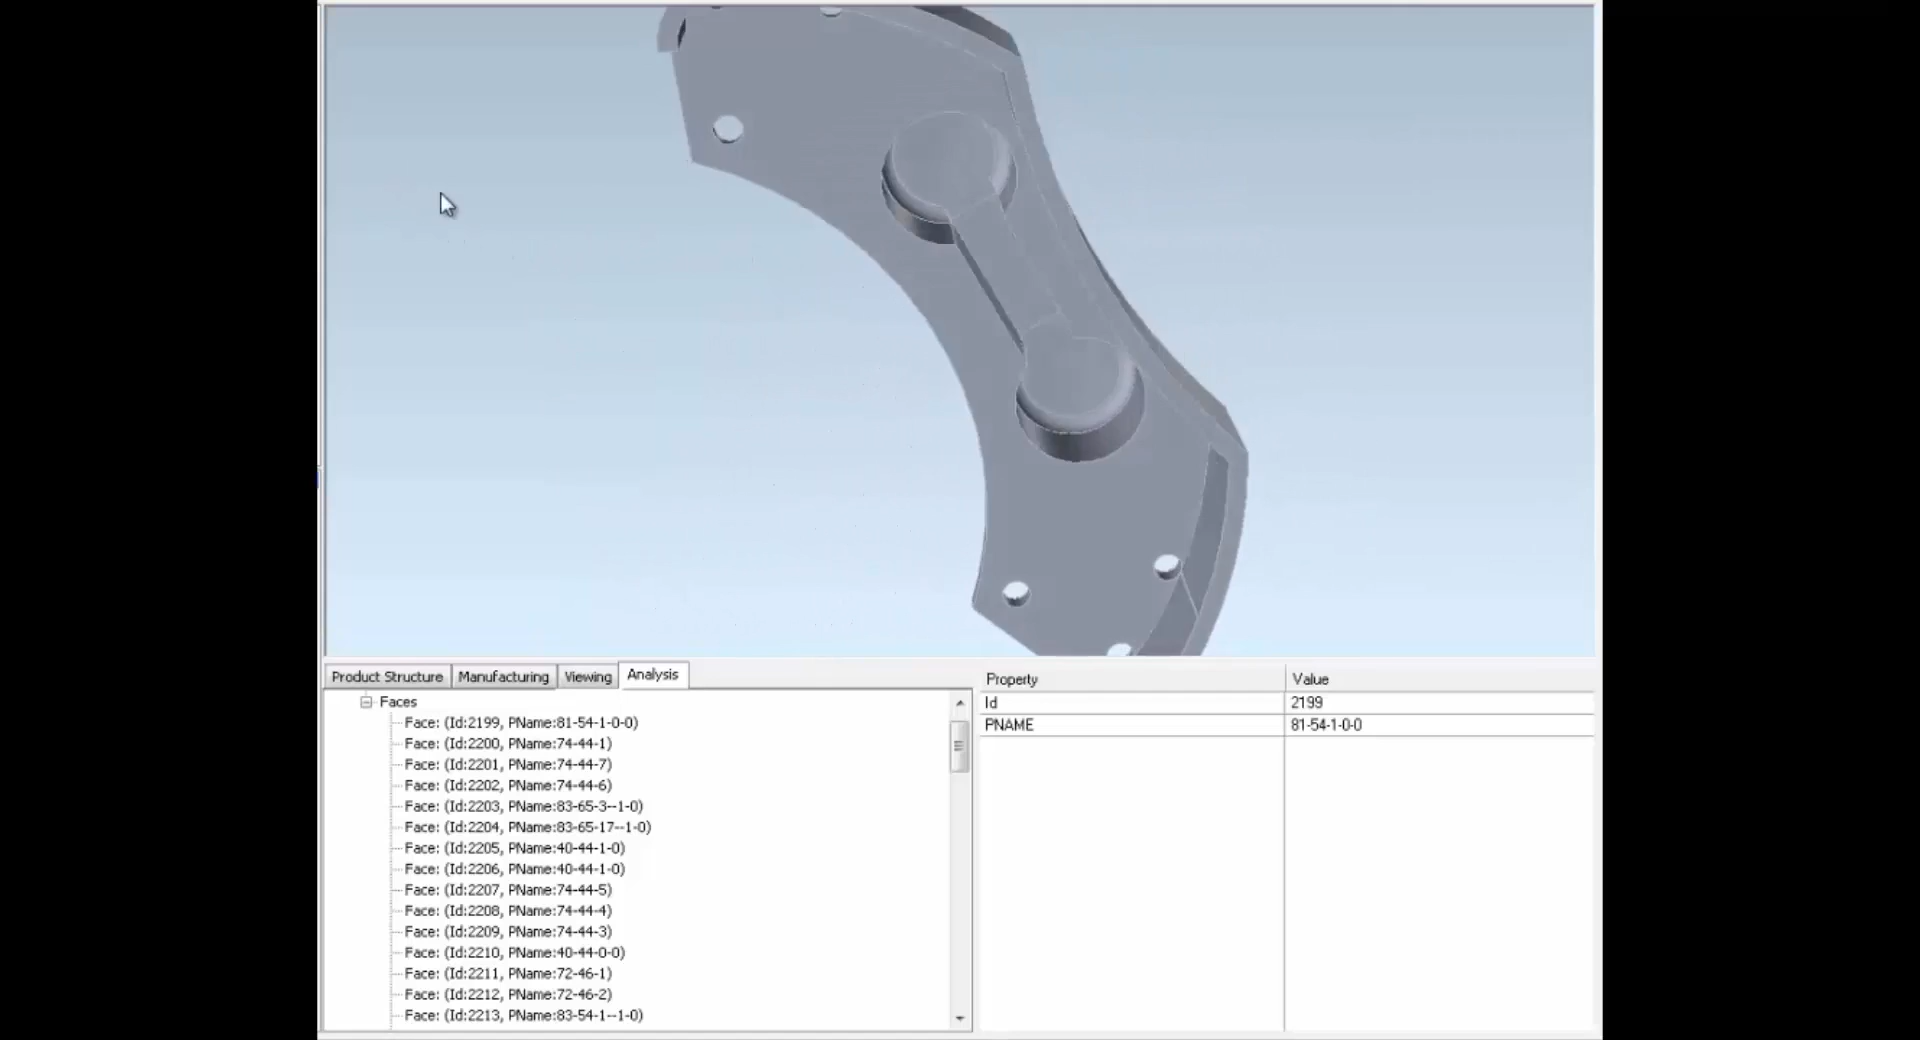 Product Structure Manufacturing Viewing Analysis
Faces
Face: (Id:2199, PName:81-54-1-0-0)
Face: (Id:2200, PName:74-44-1)
Face: (Id:2201, PName:74-44-7)
Face: (Id:2202, PName:74-44-6)
Face: (Id:2203, PName:83-65-3--1-0)
Face: (Id:2204, PName:83-65-17--1-0)
Face: (Id:2205, PName:40-44-1-0)
Face: (Id:2206, PName:40-44-1-0)
Face: (Id:2207, PName:74-44-5)
Face: (Id:2208, PName:74-44-4)
Face: (Id:2209, PName:74-44-3)
Face: (Id:2210, PName:40-44-0-0)
Face: (Id:2211, PName:72-46-1)
Face: (Id:2212, PName:72-46-2)
Face: (Id:2213, PName:83-54-1--1-0)
Property Value
Id 2199
PNAME 81-54-1-0-0